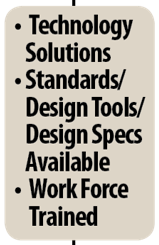 • Technology
Solutions
• Standards/
Design Tools/
Design Specs
Available
• Work Force
Trained